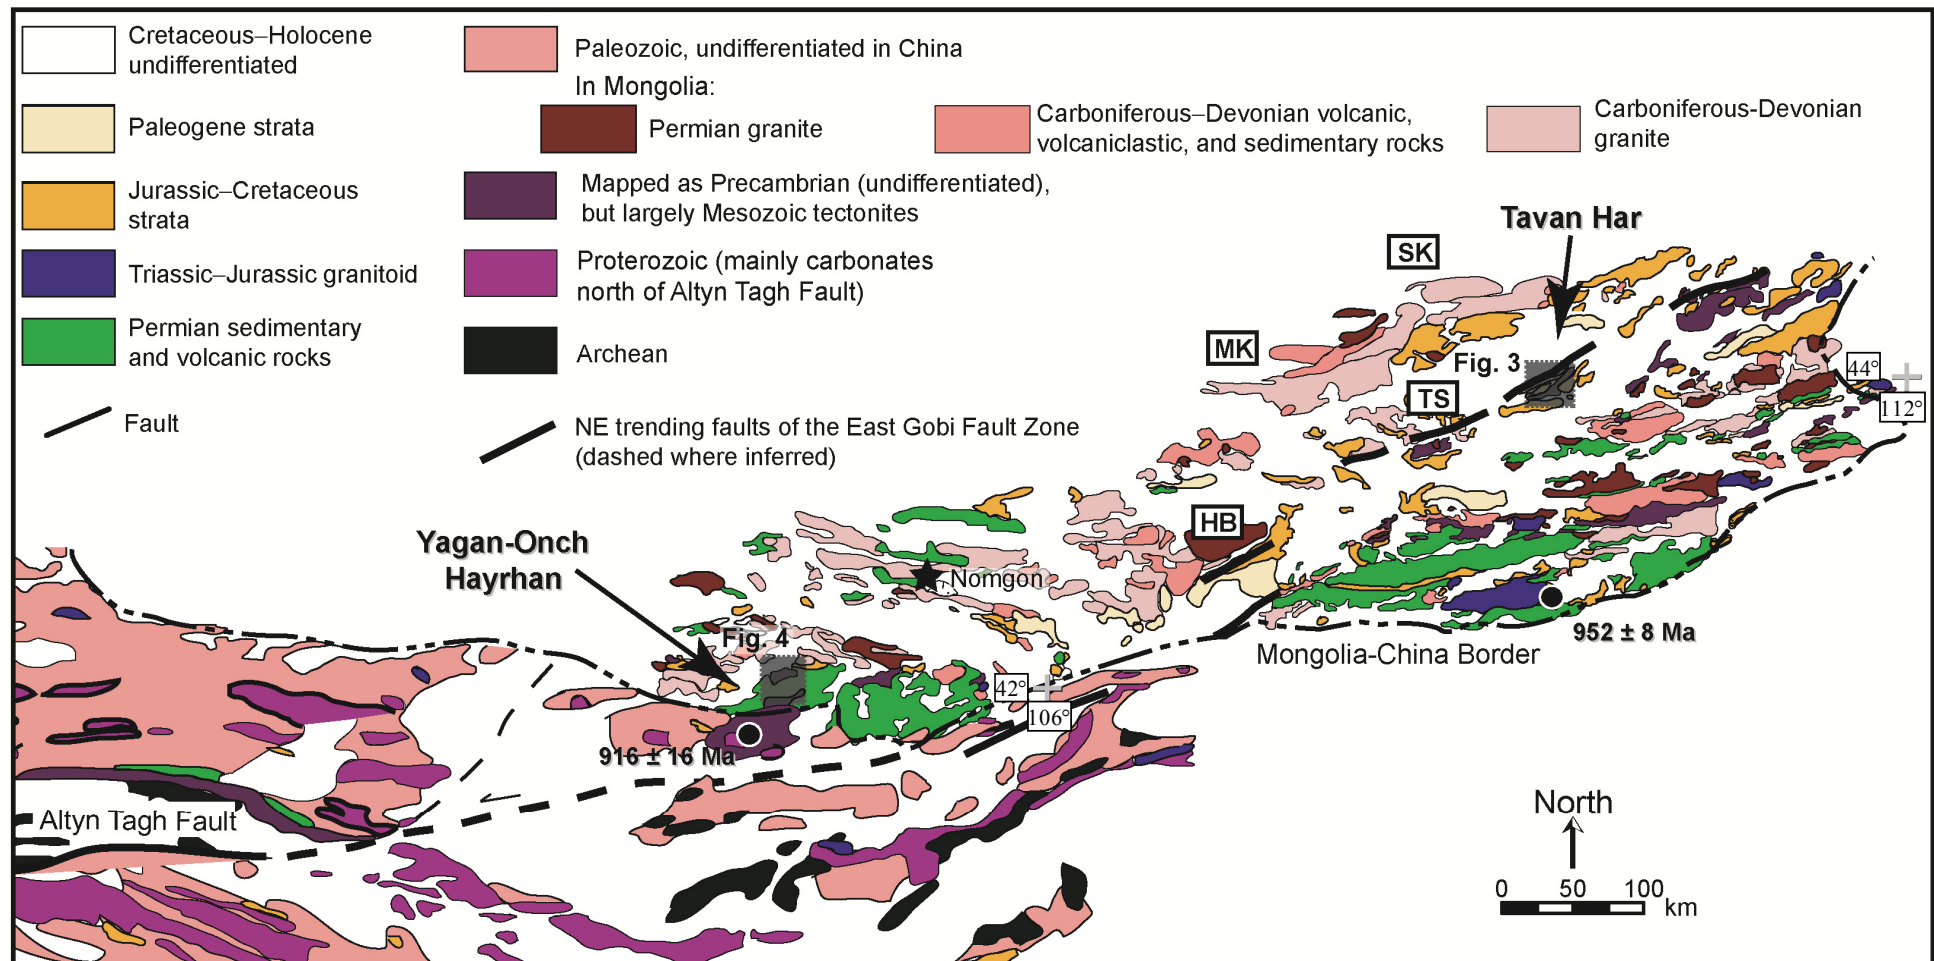 Cretaceous–Holocene
undifferentiated
Paleozoic, undifferentiated in China
In Mongolia:
Paleogene strata
Permian granite
Carboniferous–Devonian volcanic,
volcaniclastic, and sedimentary rocks
Carboniferous-Devonian
granite
Jurassic–Cretaceous
strata
Mapped as Precambrian (undifferentiated),
but largely Mesozoic tectonites
Triassic–Jurassic granitoid
Proterozoic (mainly carbonates
north of Altyn Tagh Fault)
Permian sedimentary
and volcanic rocks
Archean
Fault
NE trending faults of the East Gobi Fault Zone
(dashed where inferred)
Tavan Har
SK
MK
Fig. 3
TS
44°
112°
HB
Yagan-Onch
Hayrhan
Nomgon
Fig. 4
952 ± 8 Ma
Mongolia-China Border
42°
106°
916 ± 16 Ma
Altyn Tagh Fault
North
0 50 100
km